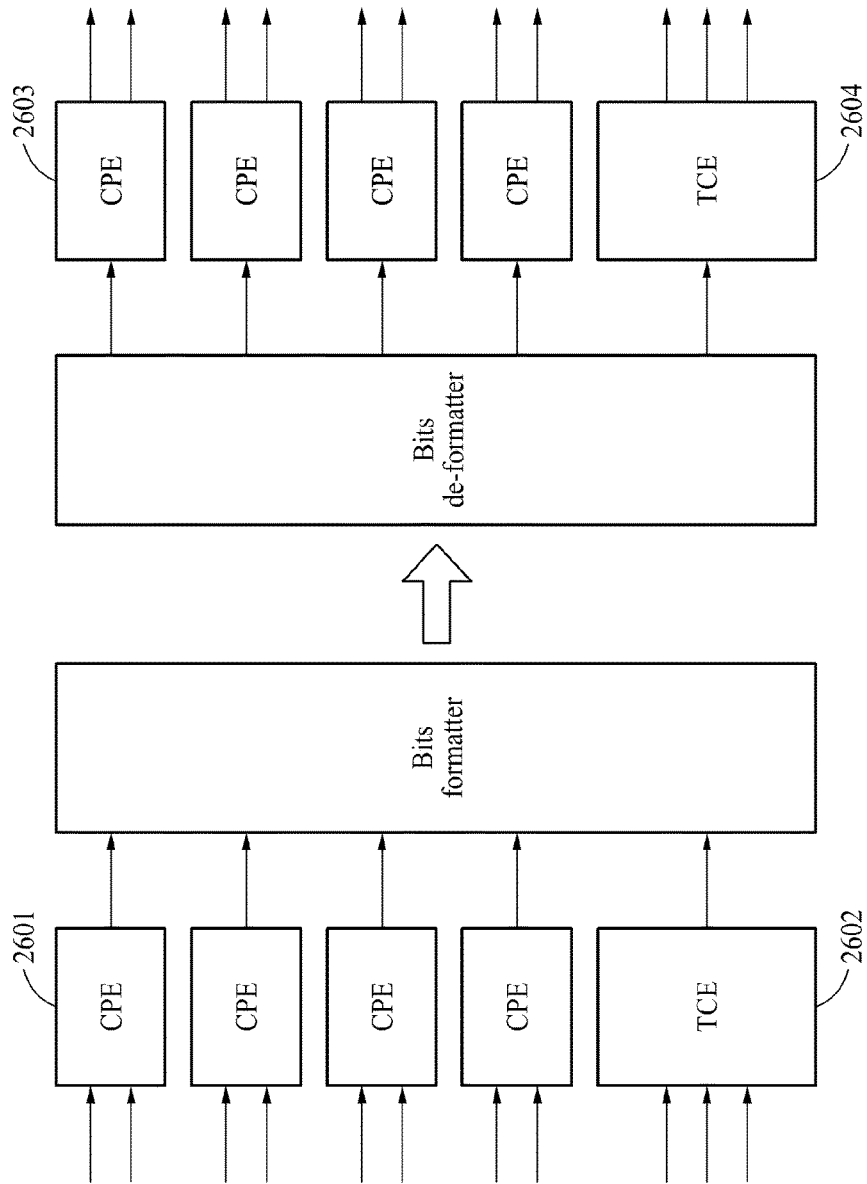 2601
CPE
CPE
CPE
CPE
TCE
2602
Bits
formatter
Bits
de-formatter
2603
CPE
CPE
CPE
CPE
TCE
2604